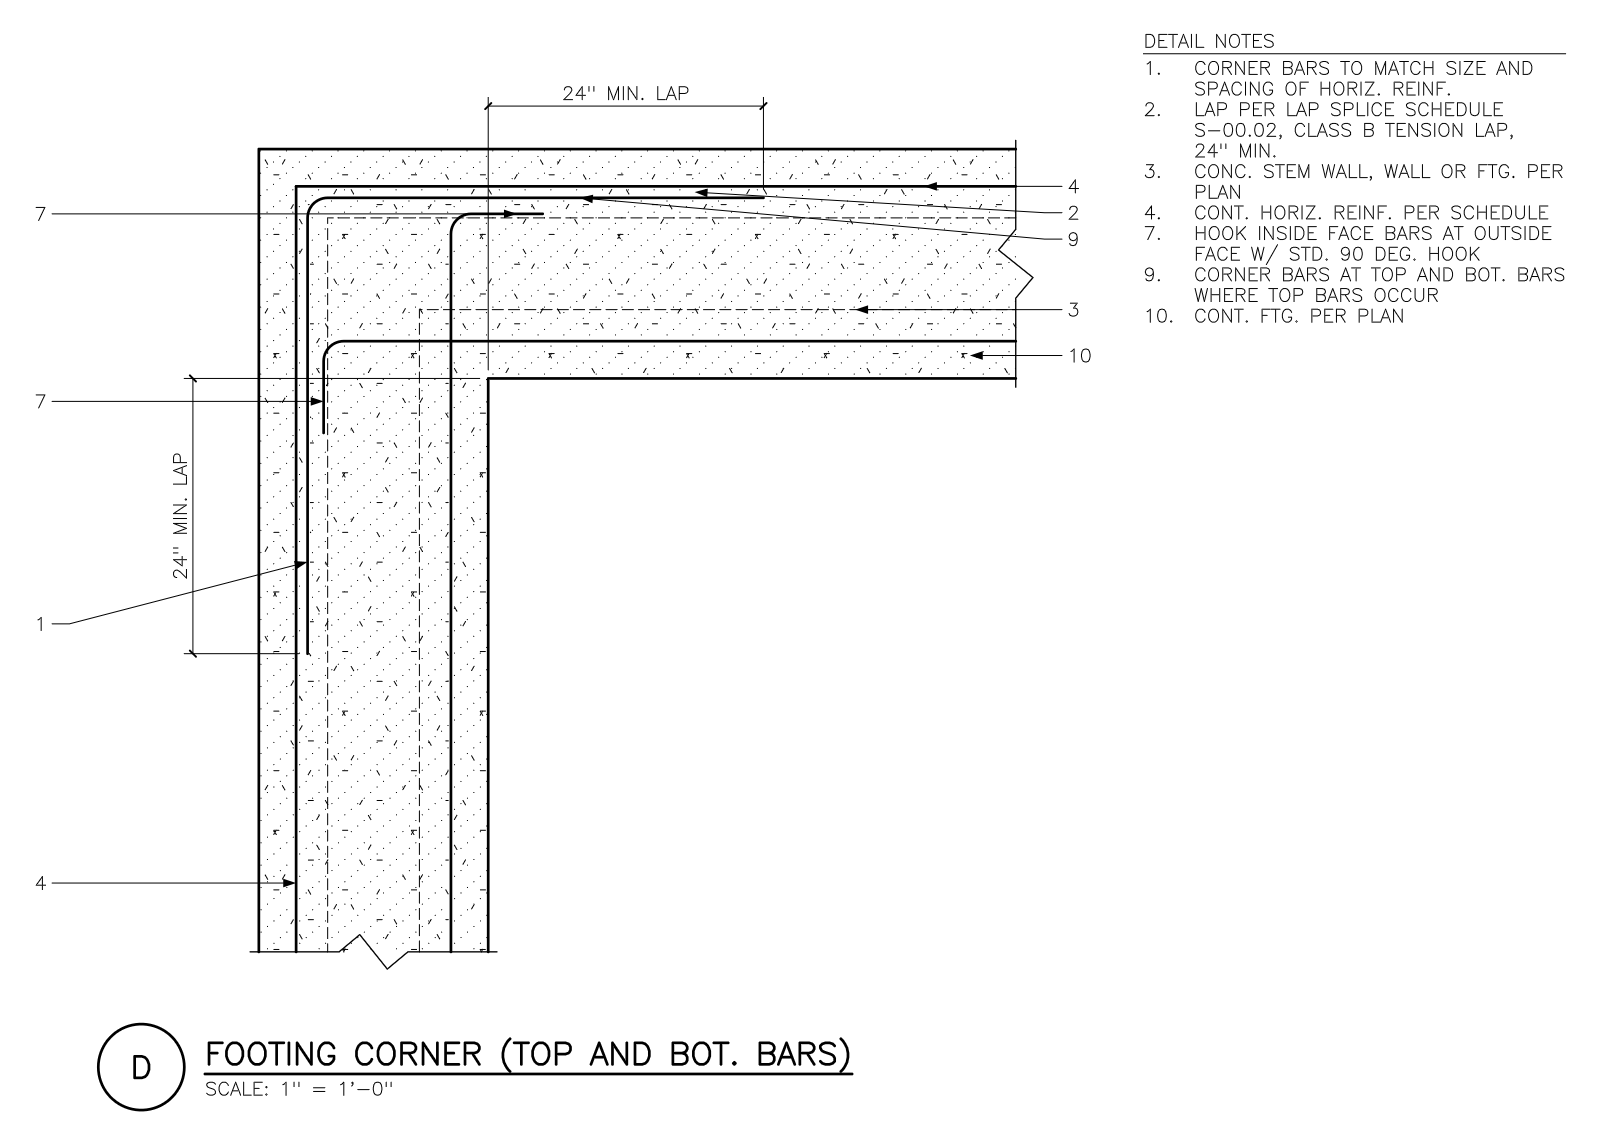 DETAIL NOTES
1. CORNER BARS TO MATCH SIZE AND
SPACING OF HORIZ. REINF.
2. LAP PER LAP SPLICE SCHEDULE
S-00.02, CLASS B TENSION LAP,
24" MIN.
3. CONC. STEM WALL, WALL OR FTG. PER
PLAN
4. CONT. HORIZ. REINF. PER SCHEDULE
7. HOOK INSIDE FACE BARS AT OUTSIDE
FACE W/ STD. 90 DEG. HOOK
9. CORNER BARS AT TOP AND BOT. BARS
WHERE TOP BARS OCCUR
10. CONT. FTG. PER PLAN
24" MIN. LAP
4
7
2
9
3
10
7
24" MIN. LAP
1
4
D
FOOTING CORNER (TOP AND BOT. BARS)
SCALE: 1" = 1'-0"